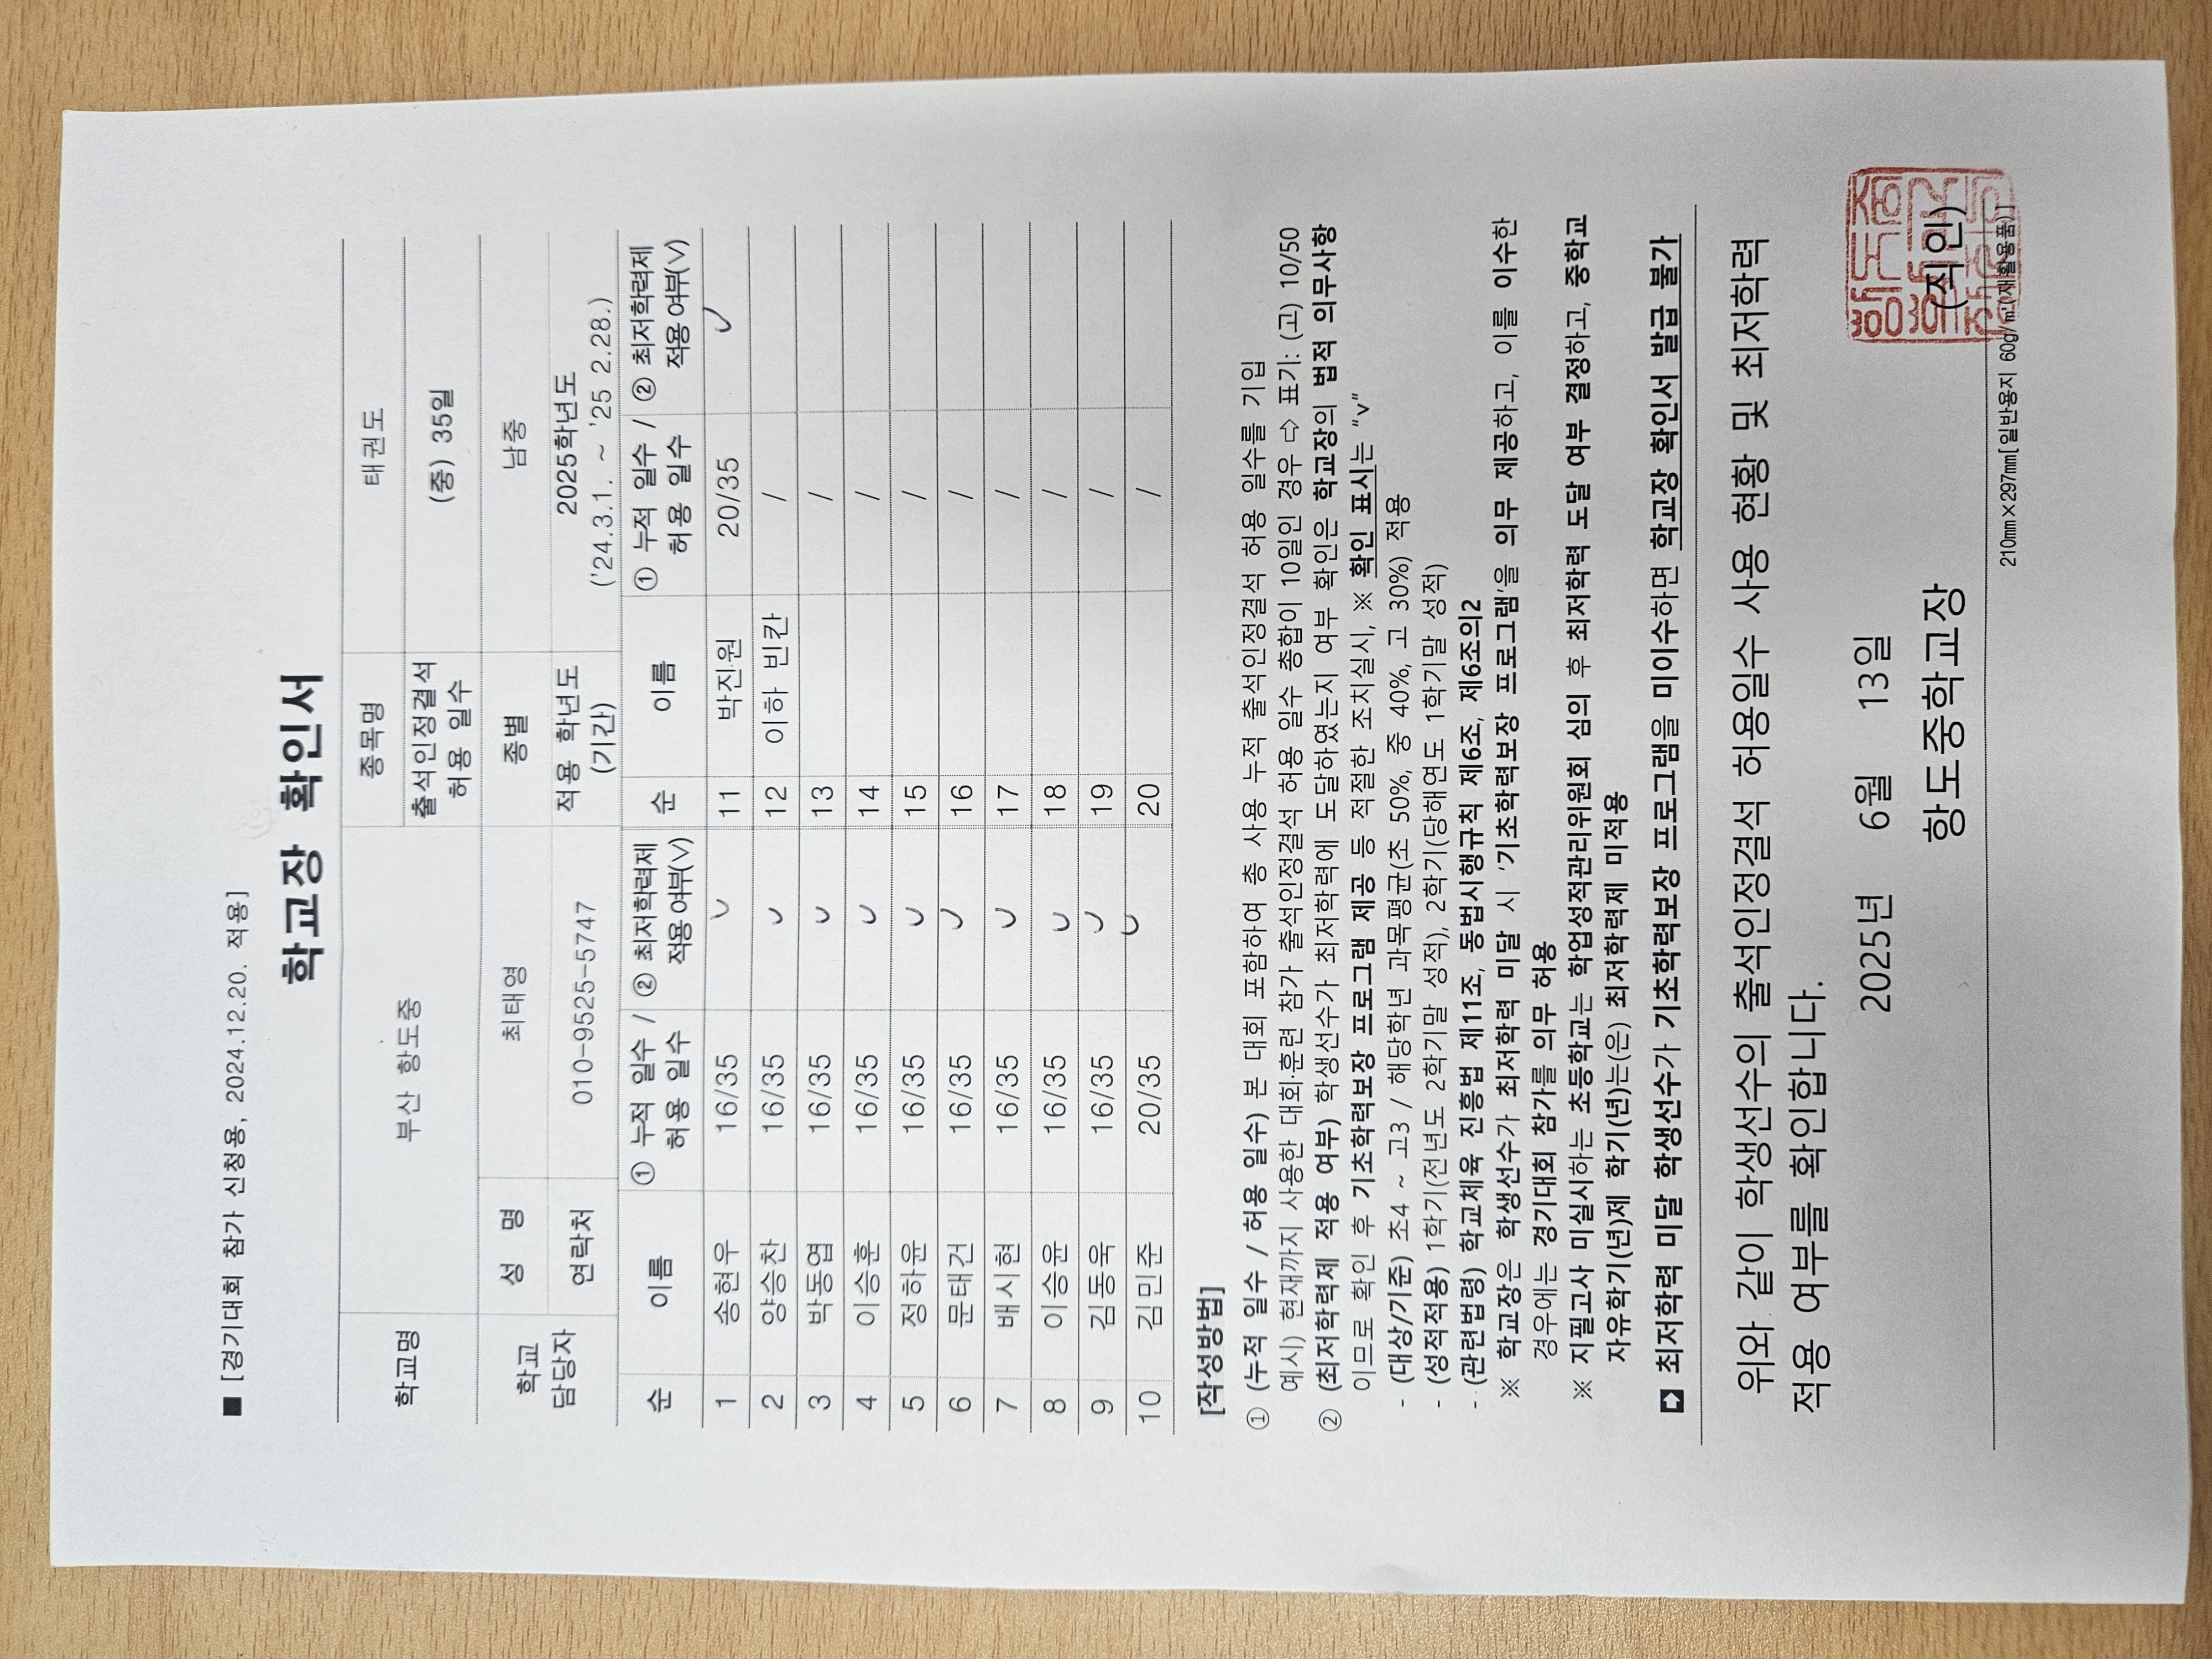 ■ [경기대회 참가 신청용, 2024.12.20. 적용]
학교장 확인서
학교명 부산 항도중 종목명 태권도
출석인정결석 허용 일수 (중) 35일
학교 담당자 성 명 최태영 종별 남중
연락처 010-9525-5747 적용 학년도 (기간) 2025학년도 ('24.3.1. ~ '25 2.28.)
순 이름 ① 누적 일수 / 허용 일수 ② 최저학력제 적용 여부(∨) 순 이름 ① 누적 일수 / 허용 일수 ② 최저학력제 적용 여부(∨)
1 송현우 16/35 ∨ 11 박진원 20/35 ∨
2 양승찬 16/35 ∨ 12 이하 빈칸 /
3 박동엽 16/35 ∨ 13 /
4 이승훈 16/35 ∨ 14 /
5 정하윤 16/35 ∨ 15 /
6 문태건 16/35 ∨ 16 /
7 배시현 16/35 ∨ 17 /
8 이승윤 16/35 ∨ 18 /
9 김동욱 16/35 ∨ 19 /
10 김민준 20/35 ∨ 20 /
[작성방법]
① (누적 일수 / 허용 일수) 본 대회 포함하여 총 사용 누적 출석인정결석 허용 일수를 기입
예시) 현재까지 사용한 대회·훈련 참가 출석인정결석 허용 일수 총합이 10일인 경우 ⇨ 표기: (고) 10/50
② (최저학력제 적용 여부) 학생선수가 최저학력에 도달하였는지 여부 확인은 학교장의 법적 의무사항
이므로 확인 후 기초학력보장 프로그램 제공 등 적절한 조치실시, ※ 확인 표시는 "v"
- (대상/기준) 초4 ~ 고3 / 해당학년 과목평균(초 50%, 중 40%, 고 30%) 적용
- (성적적용) 1학기(전년도 2학기말 성적), 2학기(당해연도 1학기말 성적)
- (관련법령) 학교체육 진흥법 제11조, 동법시행규칙 제6조, 제6조의2
※ 학교장은 학생선수가 최저학력 미달 시 '기초학력보장 프로그램'을 의무 제공하고, 이를 이수한
경우에는 경기대회 참가를 의무 허용
※ 지필고사 미실시하는 초등학교는 학업성적관리위원회 심의 후 최저학력 도달 여부 결정하고, 중학교
자유학기(년)제 학기(년)는(은) 최저학력제 미적용
➡ 최저학력 미달 학생선수가 기초학력보장 프로그램을 미이수하면 학교장 확인서 발급 불가
위와 같이 학생선수의 출석인정결석 허용일수 사용 현황 및 최저학력
적용 여부를 확인합니다.
2025년 6월 13일
항도중학교장 (직인)
210㎜×297㎜[일반용지 60g/㎡(재활용품)]